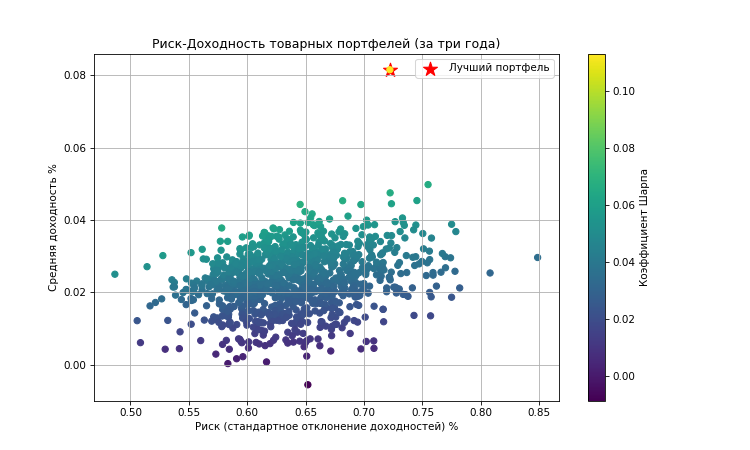 Риск-Доходность товарных портфелей (за три года)
Лучший портфель
Средняя доходность %
0.08
0.06
0.04
0.02
0.00
0.50 0.55 0.60 0.65 0.70 0.75 0.80 0.85
Риск (стандартное отклонение доходностей) %
0.10
0.08
0.06
0.04
0.02
0.00
Коэффициент Шарпа